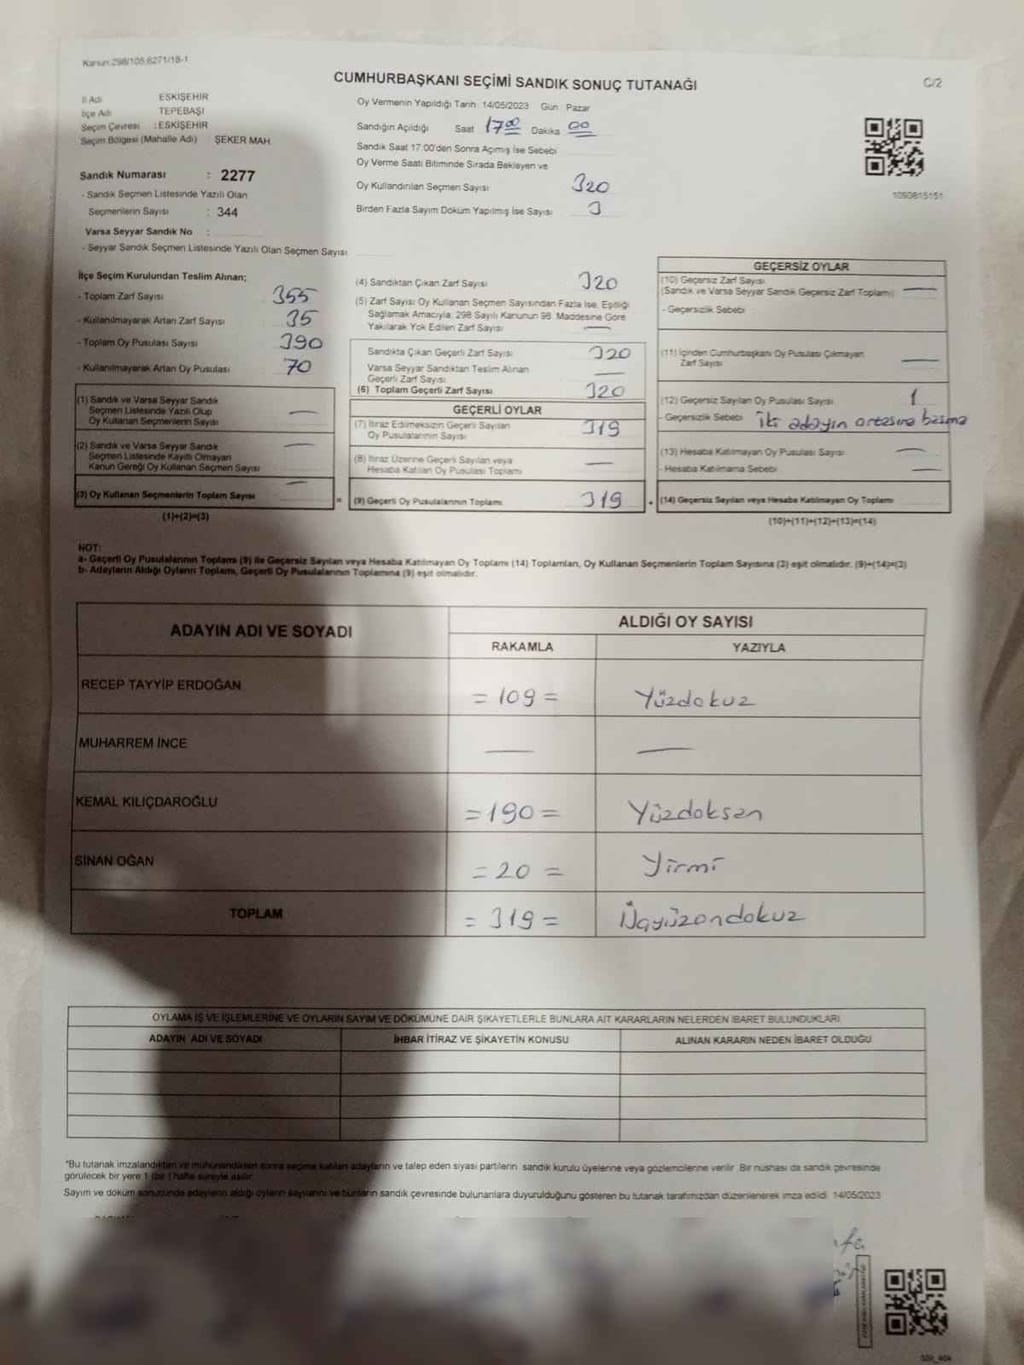 Kanun:298/105,6271/18-1
CUMHURBAŞKANI SEÇİMİ SANDIK SONUÇ TUTANAĞI
C/2
İl Adı ESKİŞEHİR
İlçe Adı TEPEBAŞI
Seçim Çevresi : ESKİŞEHİR
Seçim Bölgesi (Mahalle Adı) ŞEKER MAH.
Oy Vermenin Yapıldığı Tarih: 14/05/2023 Gün: Pazar
Sandığın Açıldığı Saat 17 00 Dakika 00
Sandık Saat 17.00'den Sonra Açımış İse Sebebi
Oy Verme Saati Bitiminde Sırada Bekleyen ve
Oy Kullandırılan Seçmen Sayısı 320
Birden Fazla Sayım Döküm Yapılmış İse Sayısı 3
1090815151
Sandık Numarası : 2277
- Sandık Seçmen Listesinde Yazılı Olan
Seçmenlerin Sayısı : 344
Varsa Seyyar Sandık No :
- Seyyar Sandık Seçmen Listesinde Yazılı Olan Seçmen Sayısı
İlçe Seçim Kurulundan Teslim Alınan;
- Toplam Zarf Sayısı 355
- Kullanılmayarak Artan Zarf Sayısı 35
- Toplam Oy Pusulası Sayısı 390
- Kullanılmayarak Artan Oy Pusulası 70
(1) Sandık ve Varsa Seyyar Sandık
Seçmen Listesinde Yazılı Olup
Oy Kullanan Seçmenlerin Sayısı —
(2) Sandık ve Varsa Seyyar Sandık
Seçmen Listesinde Kayıtlı Olmayan
Kanun Gereği Oy Kullanan Seçmen Sayısı —
(3) Oy Kullanan Seçmenlerin Toplam Sayısı —
(1)+(2)=(3)
(4) Sandıktan Çıkan Zarf Sayısı 320
(5) Zarf Sayısı Oy Kullanan Seçmen Sayısından Fazla İse, Eşitliği
Sağlamak Amacıyla, 298 Sayılı Kanunun 98. Maddesine Göre
Yakılarak Yok Edilen Zarf Sayısı —
Sandıkta Çıkan Geçerli Zarf Sayısı 320
Varsa Seyyar Sandıktan Teslim Alınan
Geçerli Zarf Sayısı —
(6) Toplam Geçerli Zarf Sayısı 320
GEÇERLİ OYLAR
(7) İtiraz Edilmeksizin Geçerli Sayılan
Oy Pusulalarının Sayısı 319
(8) İtiraz Üzerine Geçerli Sayılan veya
Hesaba Katılan Oy Pusulası Toplamı —
= (9) Geçerli Oy Pusulalarının Toplamı 319
GEÇERSİZ OYLAR
(10) Geçersiz Zarf Sayısı
(Sandık ve Varsa Seyyar Sandık Geçersiz Zarf Toplamı) —
- Geçersizlik Sebebi
(11) İçinden Cumhurbaşkanı Oy Pusulası Çıkmayan
Zarf Sayısı —
(12) Geçersiz Sayılan Oy Pusulası Sayısı 1
- Geçersizlik Sebebi iki adayın ortasına basma
(13) Hesaba Katılmayan Oy Pusulası Sayısı —
- Hesaba Katılmama Sebebi —
+ (14) Geçersiz Sayılan veya Hesaba Katılmayan Oy Toplamı
(10)+(11)+(12)+(13)=(14)
NOT:
a- Geçerli Oy Pusulalarının Toplamı (9) ile Geçersiz Sayılan veya Hesaba Katılmayan Oy Toplamı (14) Toplamları, Oy Kullanan Seçmenlerin Toplam Sayısına (3) eşit olmalıdır. (9)+(14)=(3)
b- Adayların Aldığı Oyların Toplamı, Geçerli Oy Pusulalarının Toplamına (9) eşit olmalıdır.
ADAYIN ADI VE SOYADI
ALDIĞI OY SAYISI
RAKAMLA YAZIYLA
RECEP TAYYİP ERDOĞAN = 109 = Yüzdokuz
MUHARREM İNCE — —
KEMAL KILIÇDAROĞLU = 190 = Yüzdoksan
SİNAN OĞAN = 20 = Yirmi
TOPLAM = 319 = Üçyüzondokuz
OYLAMA İŞ VE İŞLEMLERİNE VE OYLARIN SAYIM VE DÖKÜMÜNE DAİR ŞİKAYETLERLE BUNLARA AİT KARARLARIN NELERDEN İBARET BULUNDUKLARI
ADAYIN ADI VE SOYADI İHBAR İTİRAZ VE ŞİKAYETİN KONUSU ALINAN KARARIN NEDEN İBARET OLDUĞU
*Bu tutanak imzalandıktan ve mühürlendikten sonra seçime katılan adayların ve talep eden siyasi partilerin sandık kurulu üyelerine veya gözlemcilerine verilir. Bir nüshası da sandık çevresinde
görülecek bir yere 1 (bir) hafta süreyle asılır.
Sayım ve döküm sonucunda adayların aldığı oyların sayılarını ve bunların sandık çevresinde bulunanlara duyurulduğunu gösteren bu tutanak tarafımızdan düzenlenerek imza edildi. 14/05/2023